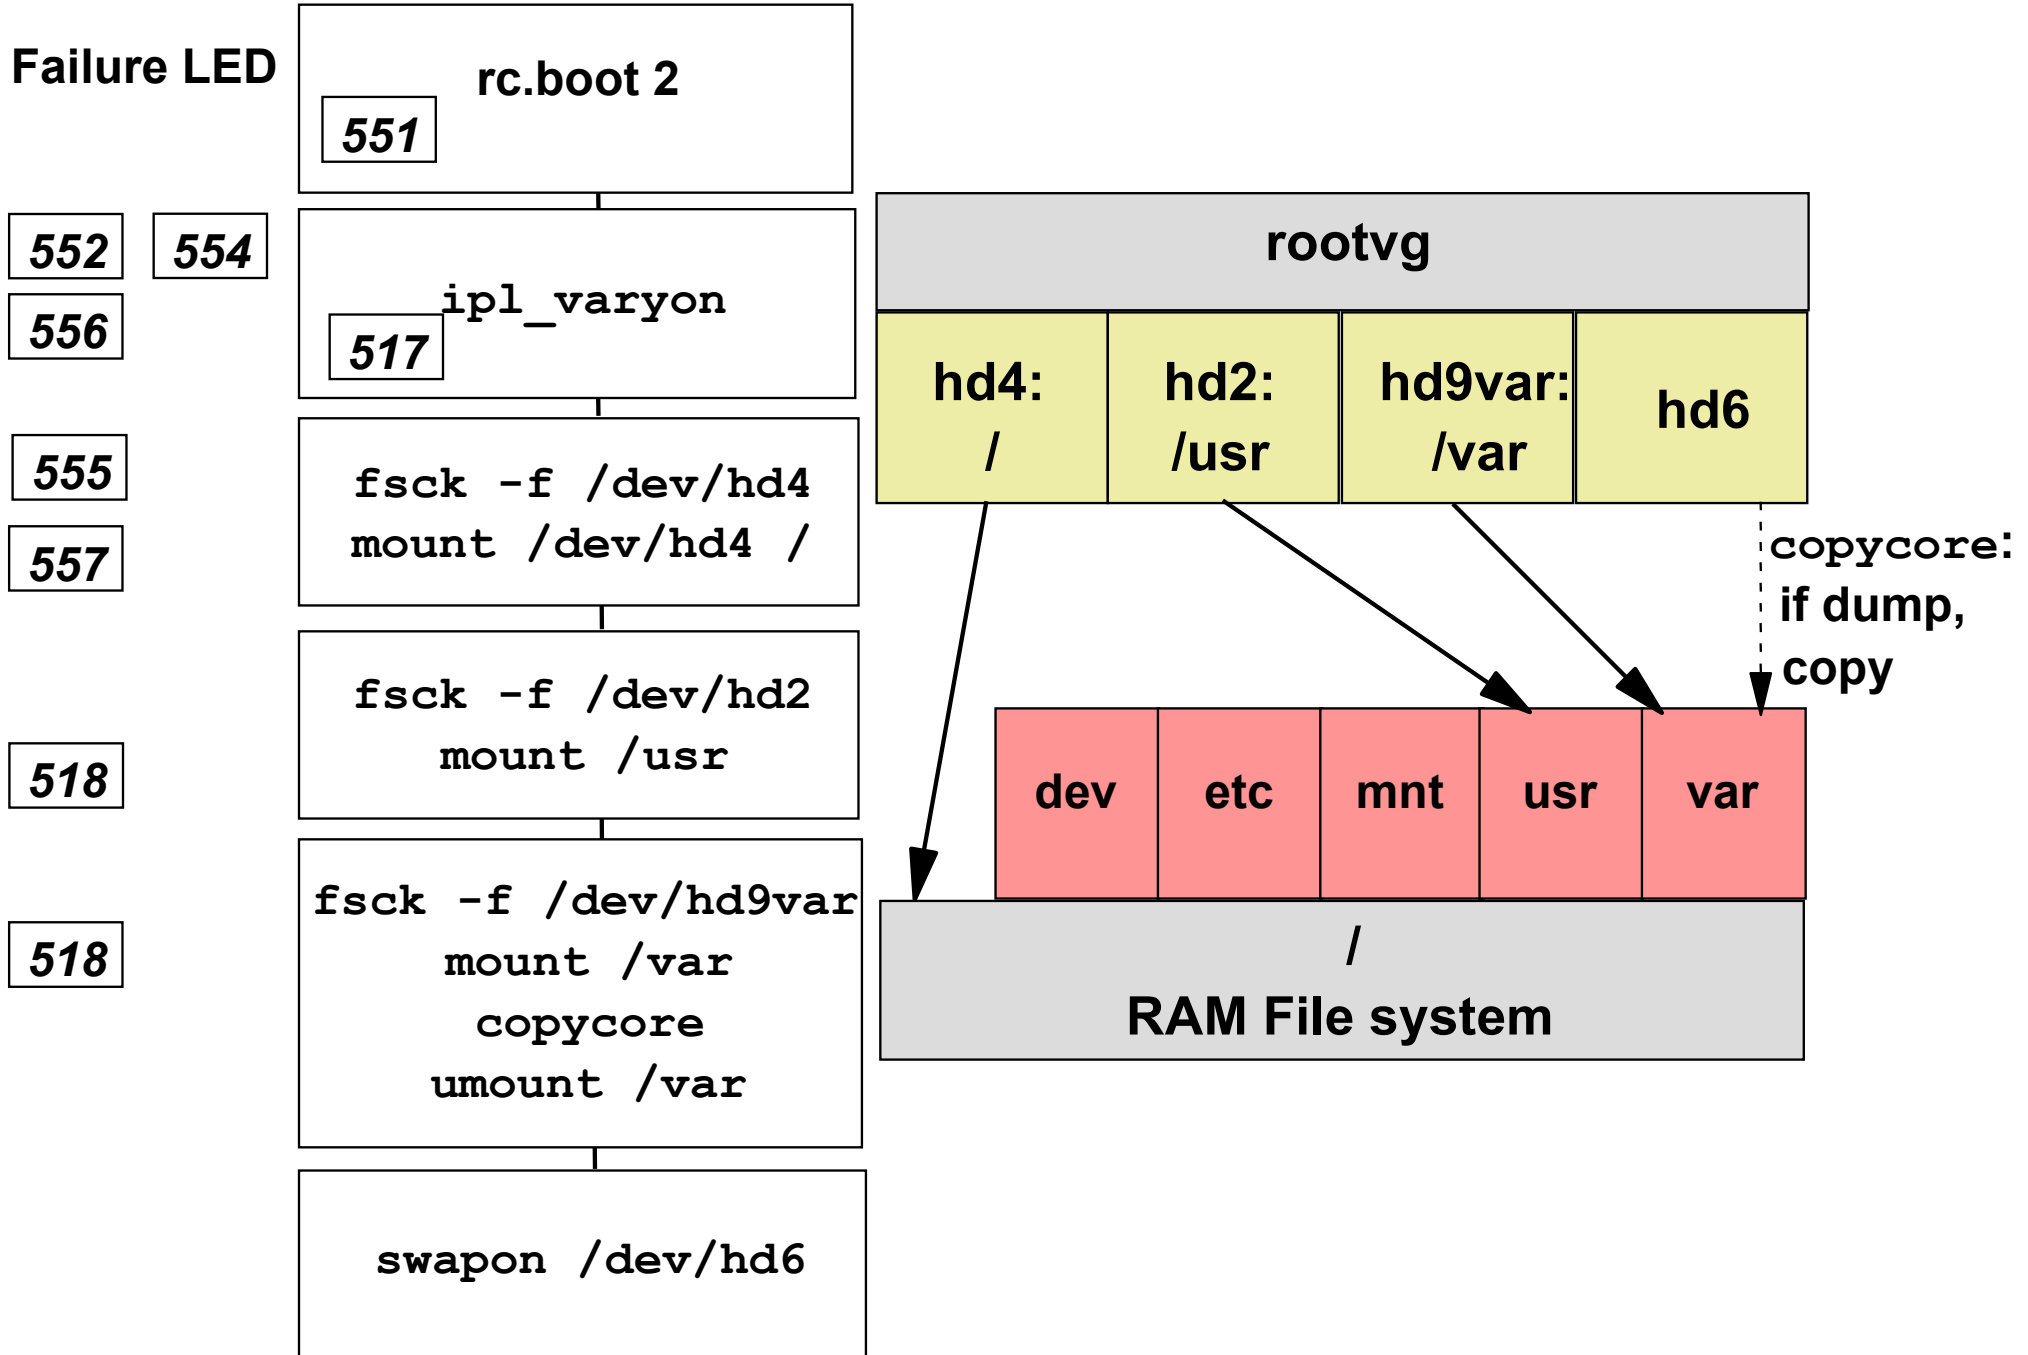 Failure LED
rc.boot 2
551
552 554
556
ipl_varyon
517
555
557
fsck -f /dev/hd4
mount /dev/hd4 /
518
fsck -f /dev/hd2
mount /usr
518
fsck -f /dev/hd9var
mount /var
copycore
umount /var
swapon /dev/hd6
rootvg
hd4:
/
hd2:
/usr
hd9var:
/var
hd6
copycore:
if dump,
copy
dev
etc
mnt
usr
var
/
RAM File system